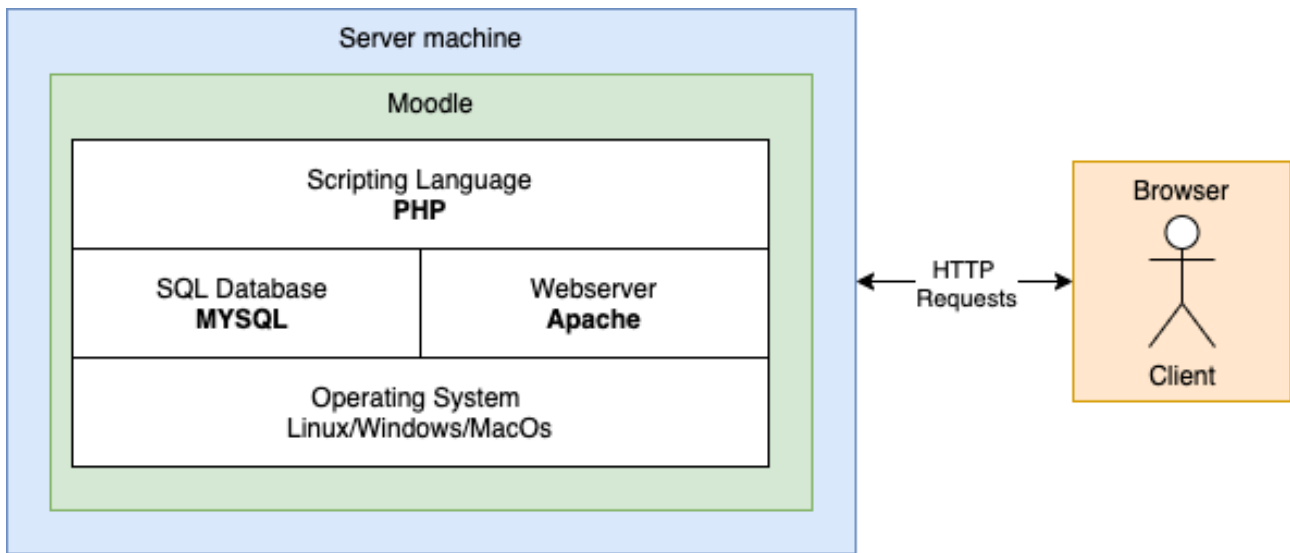 Server machine
Moodle
Scripting Language
PHP
SQL Database
MYSQL
Webserver
Apache
Operating System
Linux/Windows/MacOs
HTTP
Requests
Browser
Client